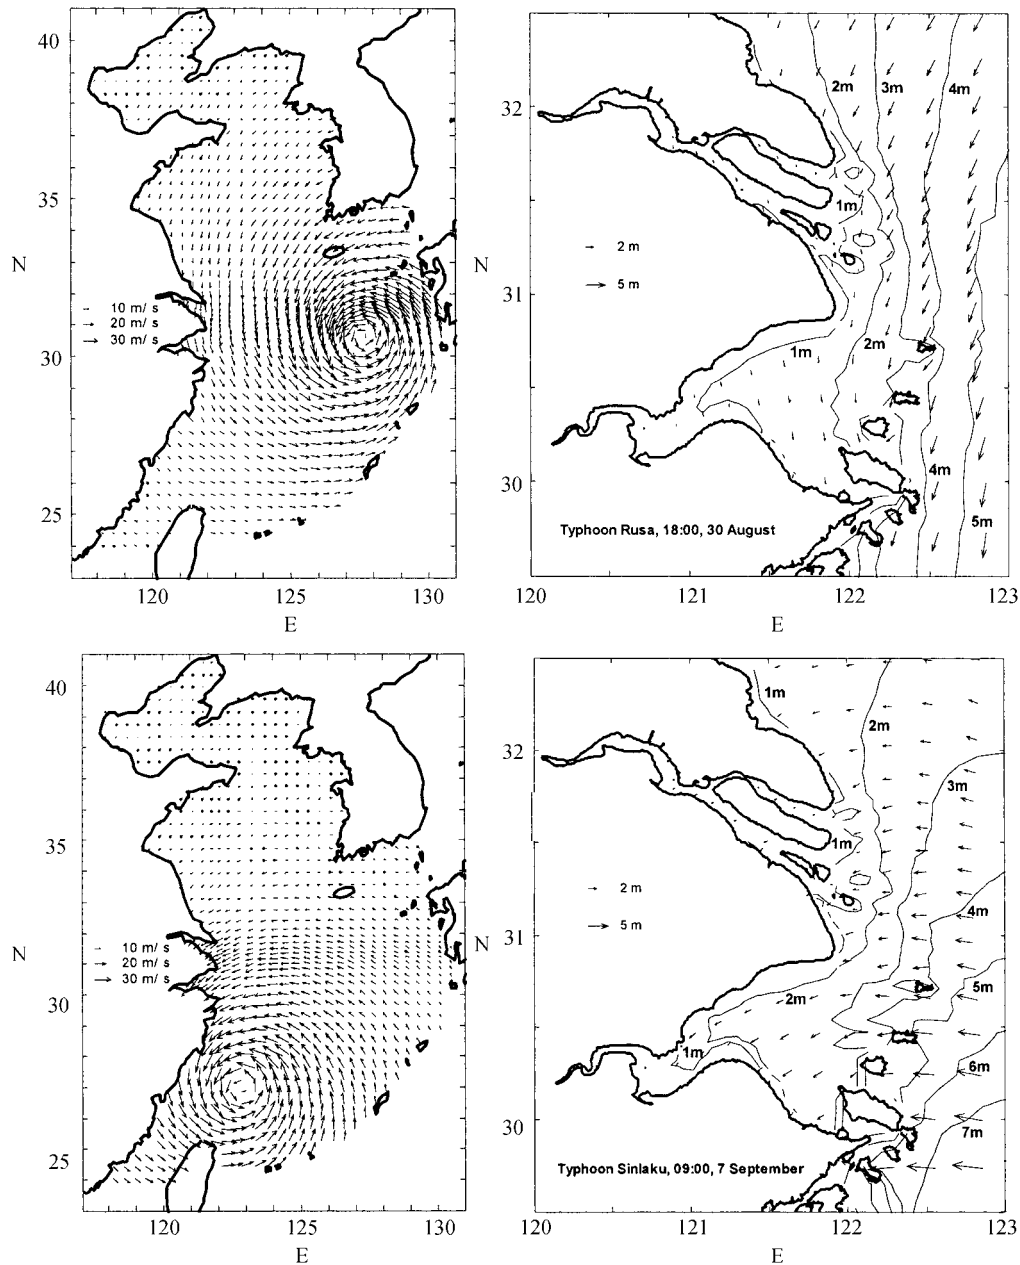 40
35
N
10 m/ s
20 m/ s
30 m/ s
30
25
120
125
130
E
32
2m
3m
4m
1m
N
2 m
5 m
31
1m
2m
30
4m
5m
Typhoon Rusa, 18:00, 30 August
120
121
122
123
E
40
35
N
10 m/ s
20 m/ s
30 m/ s
30
25
120
125
130
E
1m
2m
32
3m
1m
2 m
4m
5 m
N
31
5m
2m
1m
6m
30
7m
Typhoon Sinlaku, 09:00, 7 September
120
121
122
123
E